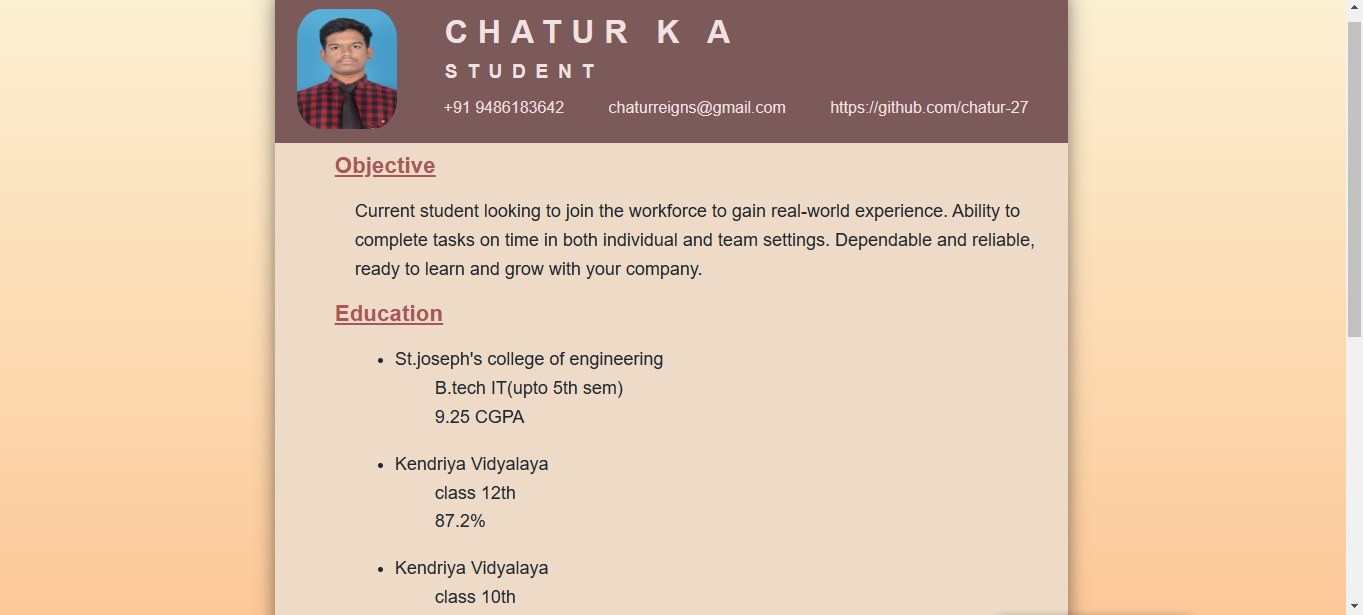 CHATUR K A
STUDENT
+91 9486183642 chaturreigns@gmail.com https://github.com/chatur-27
Objective
Current student looking to join the workforce to gain real-world experience. Ability to
complete tasks on time in both individual and team settings. Dependable and reliable,
ready to learn and grow with your company.
Education
• St.joseph's college of engineering
B.tech IT(upto 5th sem)
9.25 CGPA
• Kendriya Vidyalaya
class 12th
87.2%
• Kendriya Vidyalaya
class 10th